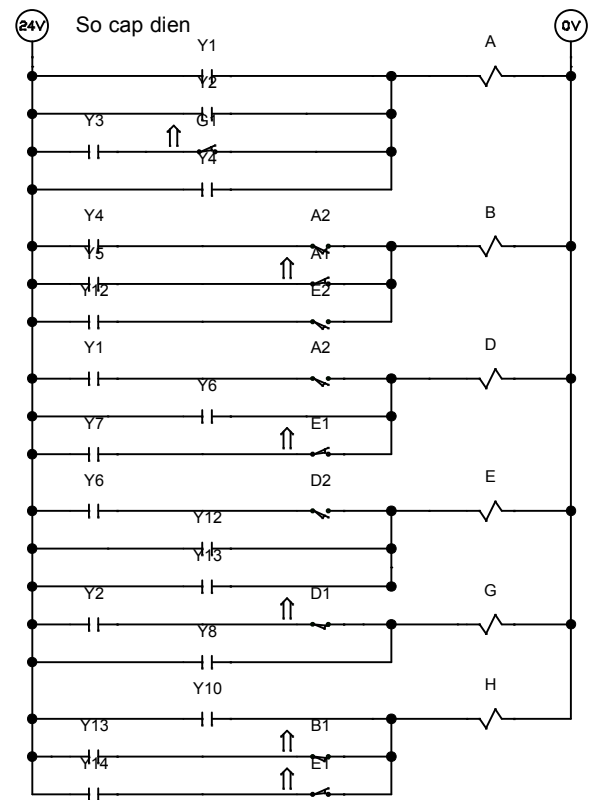 24V So cap dien 0V
Y1 A
Y2
Y3 G1
Y4
Y4 A2 B
Y5 A1
Y12 E2
Y1 A2 D
Y6
Y7 E1
Y6 D2 E
Y12
Y13
Y2 D1 G
Y8
Y10 H
Y13 B1
Y14 E1